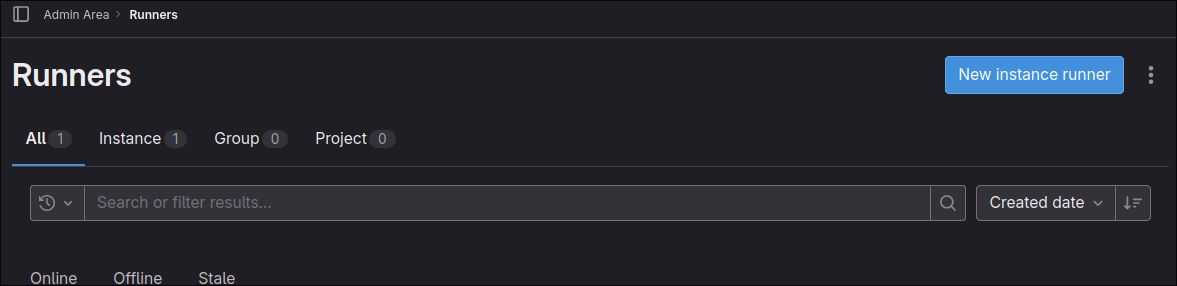 Admin Area > Runners
Runners
New instance runner
All 1 Instance 1 Group 0 Project 0
Search or filter results...
Created date
Online Offline Stale